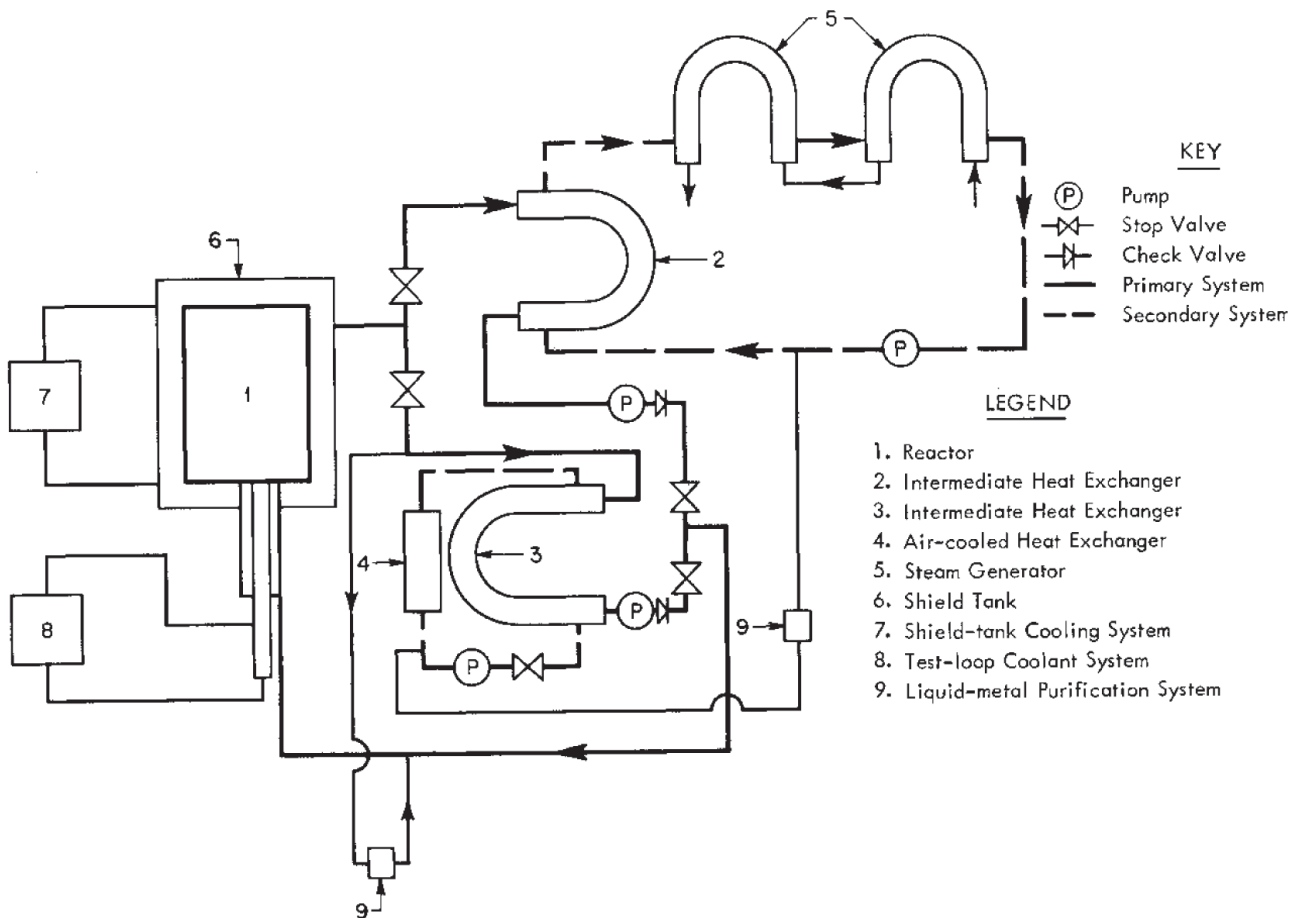 5
6
2
7
1
4
3
8
9
9
P
P
P
P
KEY
P Pump
Stop Valve
Check Valve
Primary System
Secondary System
LEGEND
1. Reactor
2. Intermediate Heat Exchanger
3. Intermediate Heat Exchanger
4. Air-cooled Heat Exchanger
5. Steam Generator
6. Shield Tank
7. Shield-tank Cooling System
8. Test-loop Coolant System
9. Liquid-metal Purification System